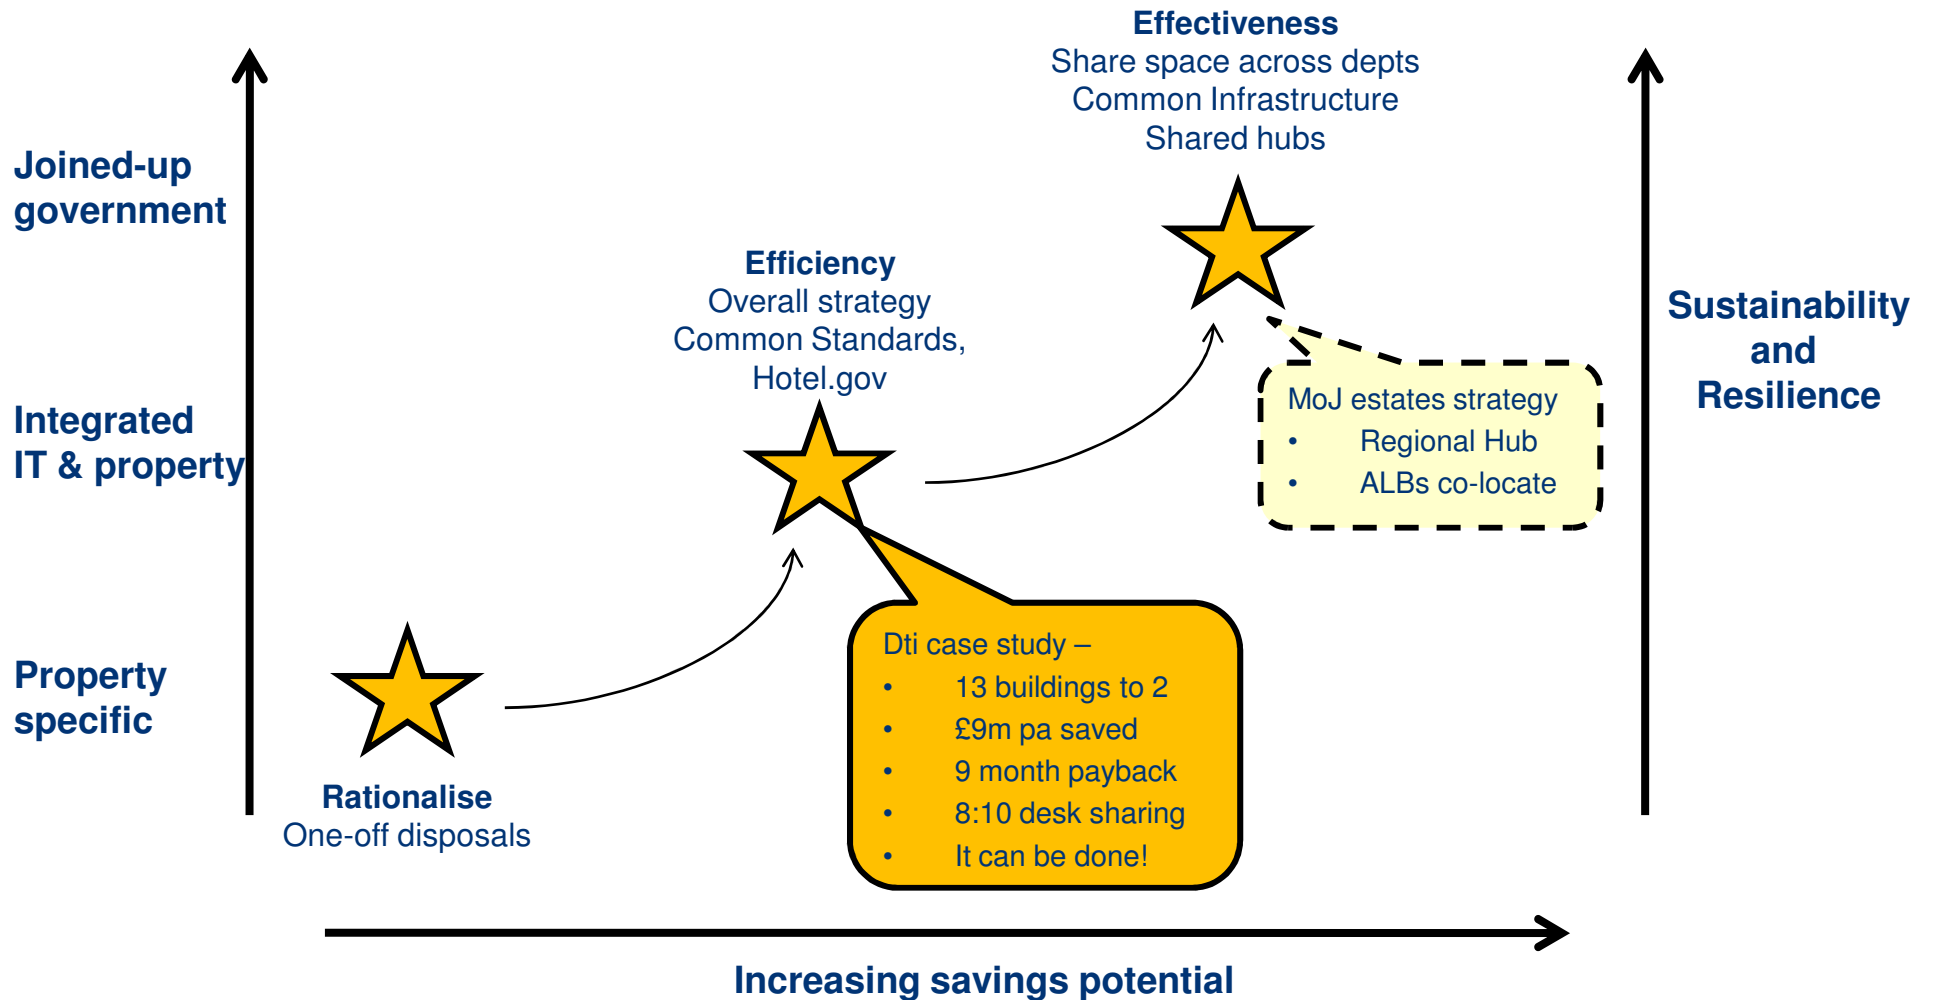 Effectiveness
Share space across depts
Common Infrastructure
Shared hubs
Joined-up
government
Efficiency
Overall strategy
Common Standards,
Hotel.gov
Sustainability
and
Resilience
MoJ estates strategy
• Regional Hub
• ALBs co-locate
Integrated
IT & property
Dti case study –
• 13 buildings to 2
• £9m pa saved
• 9 month payback
• 8:10 desk sharing
• It can be done!
Property
specific
Rationalise
One-off disposals
Increasing savings potential